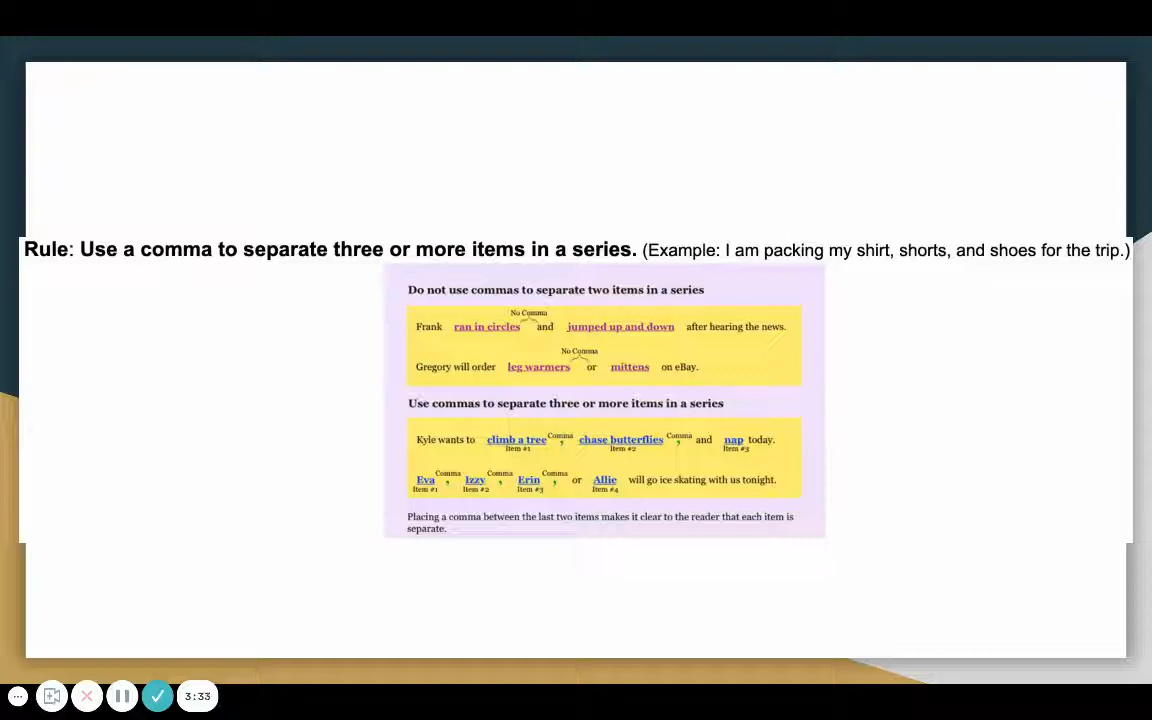 Rule: Use a comma to separate three or more items in a series. (Example: I am packing my shirt, shorts, and shoes for the trip.)
Do not use commas to separate two items in a series
No Comma
Frank ran in circles and jumped up and down after hearing the news.
No Comma
Gregory will order leg warmers or mittens on eBay.
Use commas to separate three or more items in a series
Comma Comma
Kyle wants to climb a tree , chase butterflies , and nap today.
Item #1 Item #2 Item #3
Comma Comma Comma
Eva , Izzy , Erin , or Allie will go ice skating with us tonight.
Item #1 Item #2 Item #3 Item #4
Placing a comma between the last two items makes it clear to the reader that each item is
separate.
3:33